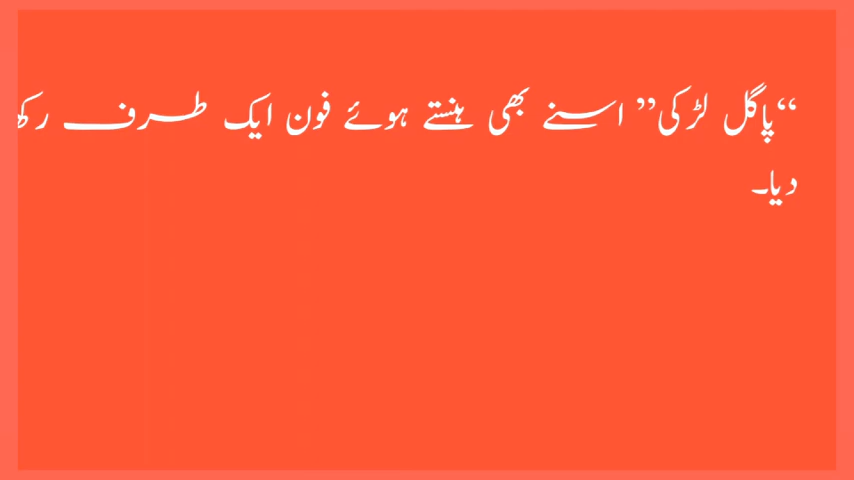 “پاگل لڑکی” اسنے بھی ہنستے ہوئے فون ایک طرف رکھ
دیا۔